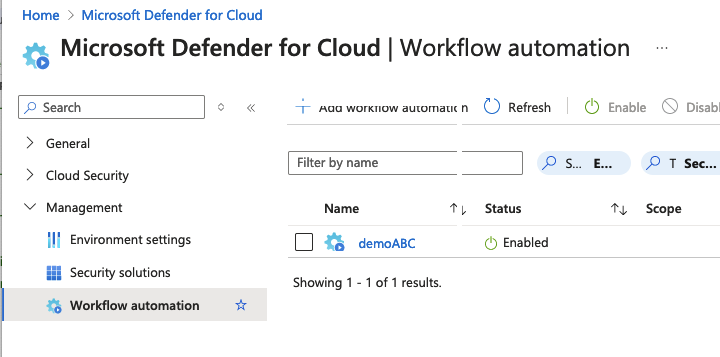 Home > Microsoft Defender for Cloud >
Microsoft Defender for Cloud | Workflow automation ...
Search
«
Add workflow automation
Refresh
Enable
Disabl
General
Cloud Security
Management
Environment settings
Security solutions
Workflow automation
Filter by name
S... E...
T Sec...
Name ↑↓ Status ↑↓ Scope
demoABC Enabled
Showing 1 - 1 of 1 results.